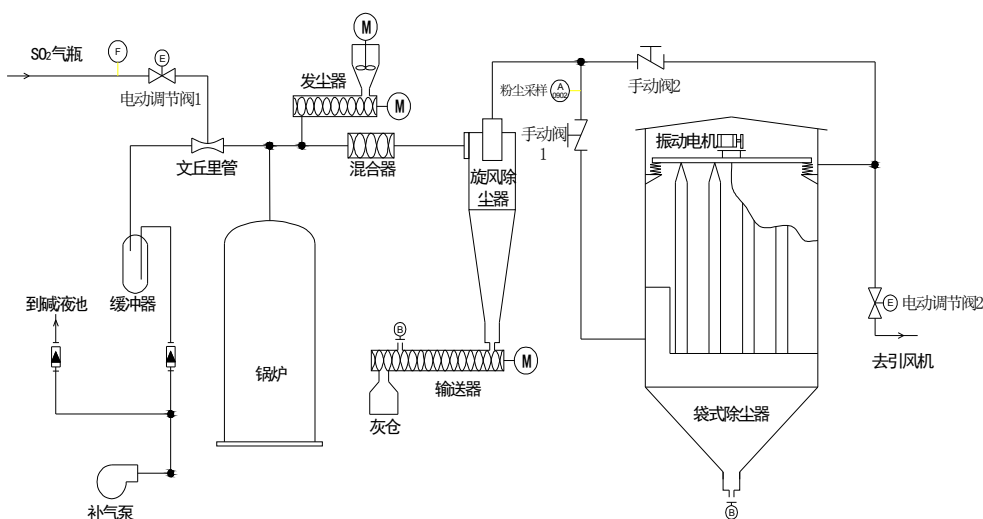 SO₂气瓶
F
E
电动调节阀1
M
发尘器
M
文丘里管
混合器
旋风除
尘器
粉尘采样
A
0902
手动阀
1
手动阀2
振动电机
缓冲器
到碱液池
锅炉
B
M
输送器
灰仓
补气泵
E
电动调节阀2
去引风机
袋式除尘器
B